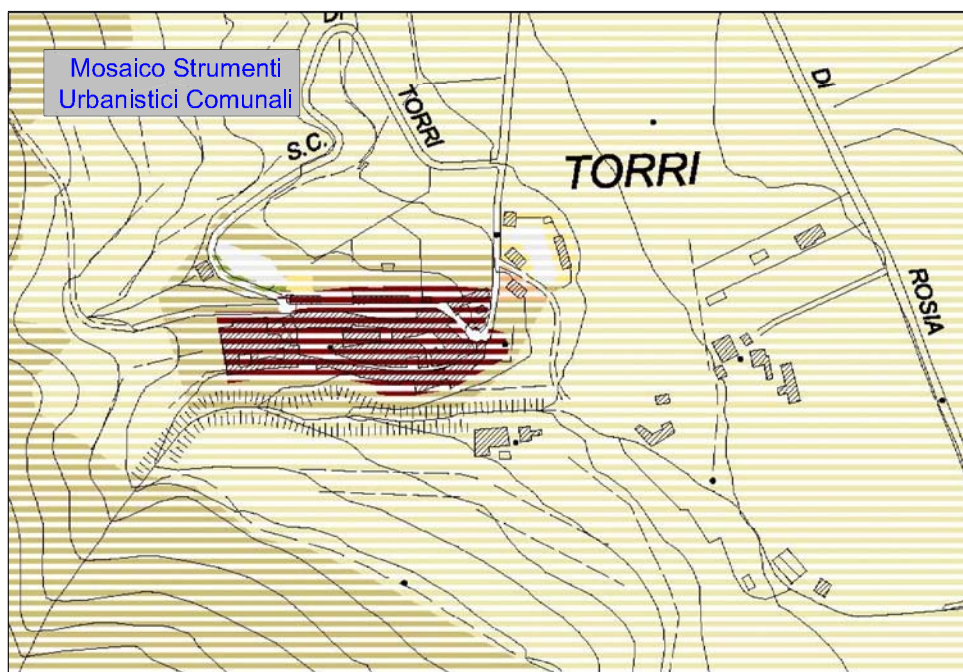 Mosaico Strumenti
Urbanistici Comunali
DI
TORRI
S.C.
TORRI
DI
ROSIA